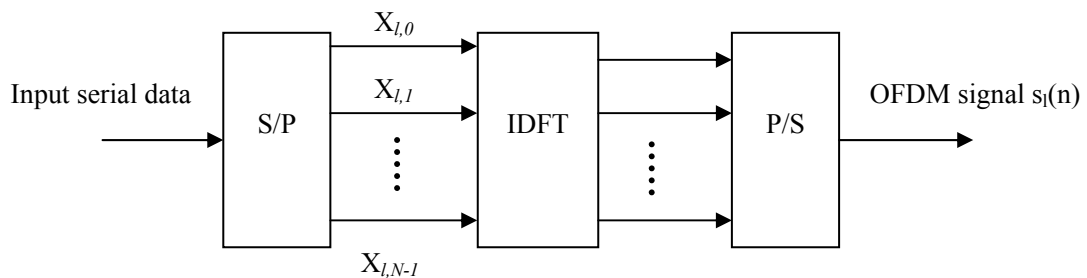 X_{l,0}
Input serial data
X_{l,1}
OFDM signal s_l(n)
S/P
IDFT
P/S
X_{l,N-1}